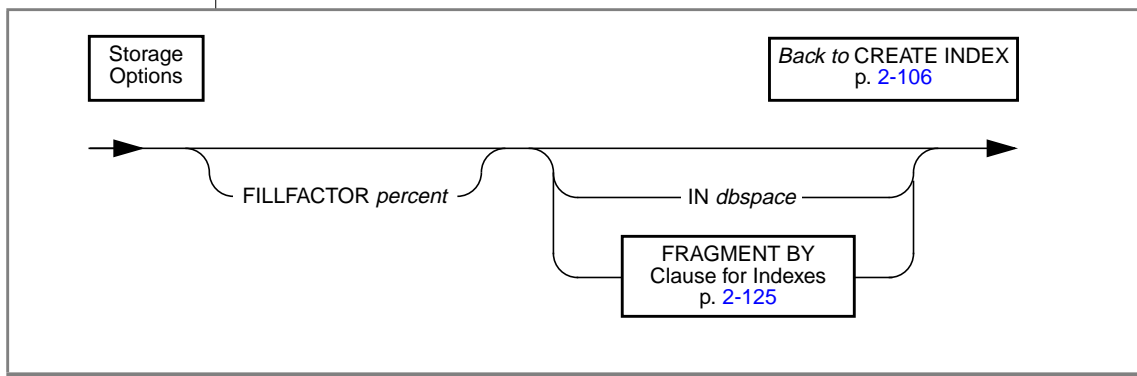 Storage
Options
Back to CREATE INDEX
p. 2-106
FILLFACTOR percent
IN dbspace
FRAGMENT BY
Clause for Indexes
p. 2-125